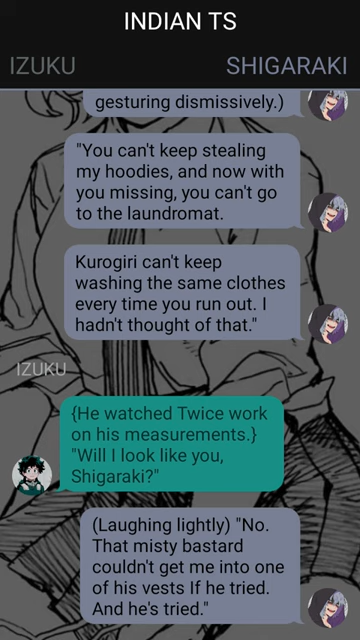 INDIAN TS
IZUKU SHIGARAKI
gesturing dismissively.)
"You can't keep stealing
my hoodies, and now with
you missing, you can't go
to the laundromat.
Kurogiri can't keep
washing the same clothes
every time you run out. I
hadn't thought of that."
IZUKU
{He watched Twice work
on his measurements.}
"Will I look like you,
Shigaraki?"
(Laughing lightly) "No.
That misty bastard
couldn't get me into one
of his vests If he tried.
And he's tried."